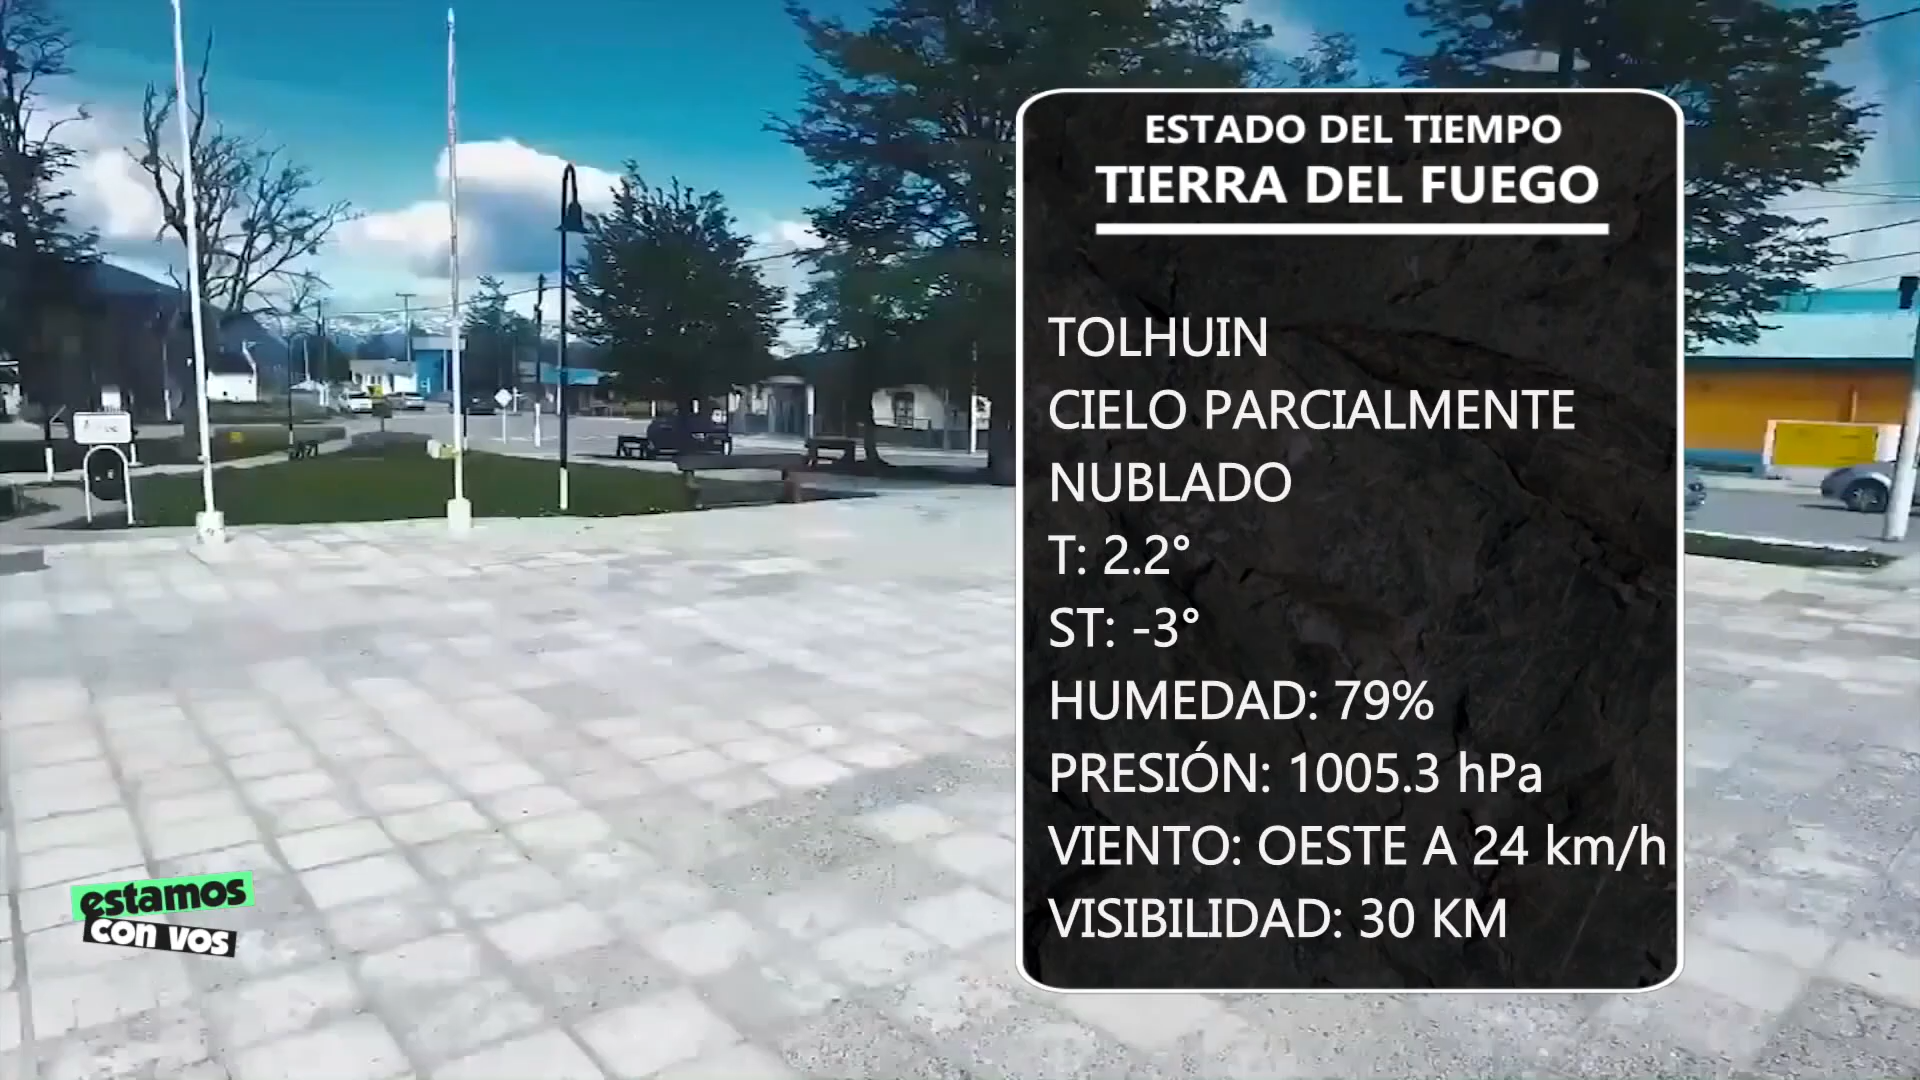 ESTADO DEL TIEMPO
TIERRA DEL FUEGO
TOLHUIN
CIELO PARCIALMENTE
NUBLADO
T: 2.2°
ST: -3°
HUMEDAD: 79%
PRESIÓN: 1005.3 hPa
VIENTO: OESTE A 24 km/h
VISIBILIDAD: 30 KM
estamos
con vos